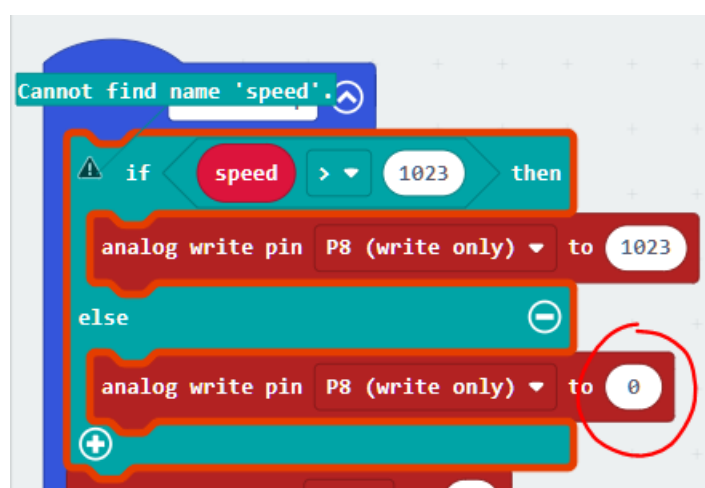 Cannot find name 'speed'.
if speed > 1023 then
analog write pin P8 (write only) to 1023
else
analog write pin P8 (write only) to 0